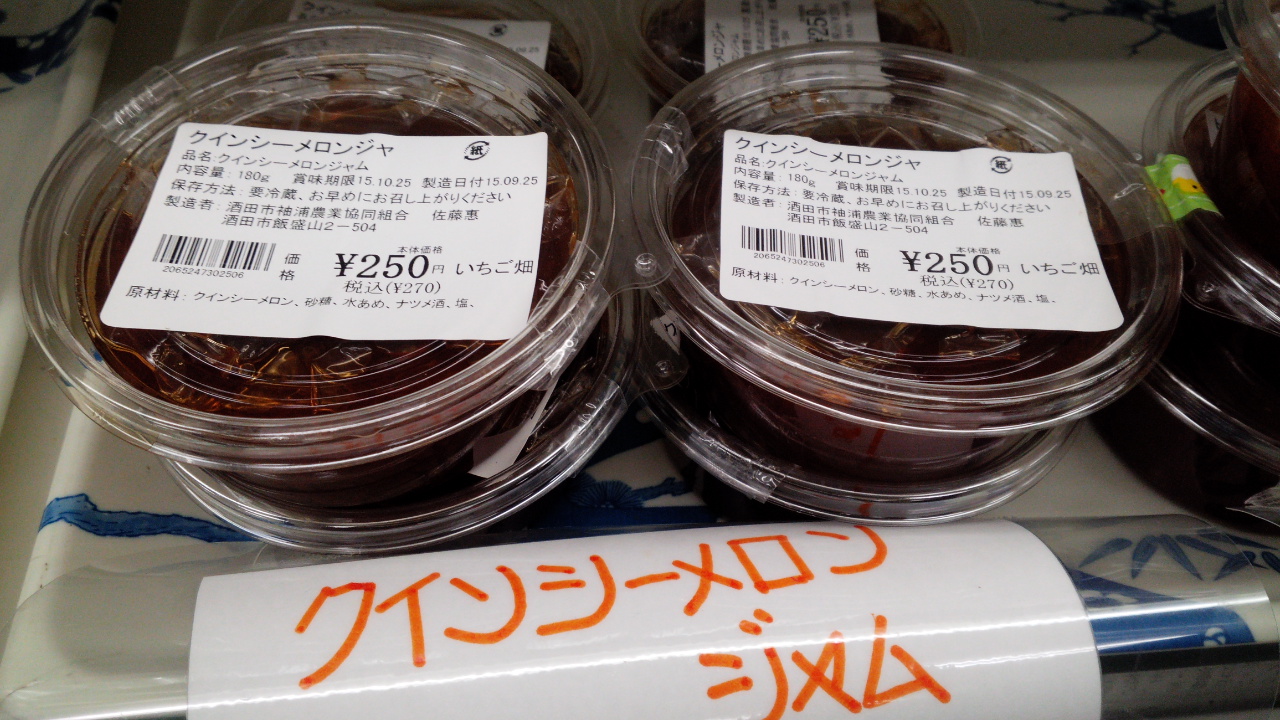 ¥250
クインシーメロンジャ
紙
品名:クインシーメロンジャム
内容量: 180g 賞味期限15.10.25 製造日付15.09.25
保存方法: 要冷蔵、お早めにお召し上がりください
製造者: 酒田市袖浦農業協同組合 佐藤惠
酒田市飯盛山2-504
2065247302506
価格
本体価格
¥250円 いちご畑
税込(¥270)
原材料: クインシーメロン、砂糖、水あめ、ナツメ酒、塩、
クインシーメロンジャ
紙
品名:クインシーメロンジャム
内容量: 180g 賞味期限15.10.25 製造日付15.09.25
保存方法: 要冷蔵、お早めにお召し上がりください
製造者: 酒田市袖浦農業協同組合 佐藤惠
酒田市飯盛山2-504
2065247302506
価格
本体価格
¥250円 いちご畑
税込(¥270)
原材料: クインシーメロン、砂糖、水あめ、ナツメ酒、塩、
クインシーメロン
ジャム